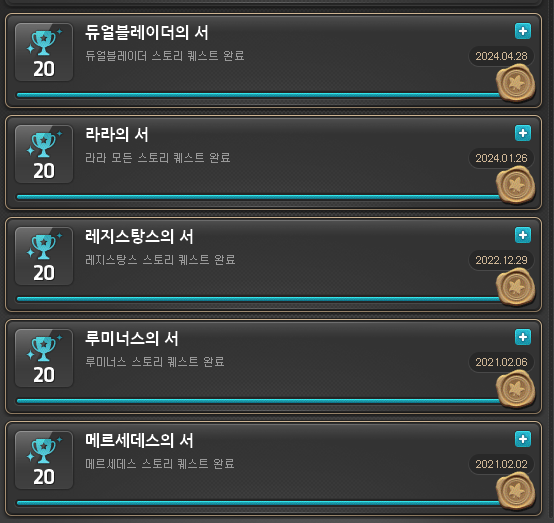 듀얼블레이더의 서
듀얼블레이더 스토리 퀘스트 완료
2024.04.28
20
라라의 서
라라 모든 스토리 퀘스트 완료
2024.01.26
20
레지스탕스의 서
레지스탕스 스토리 퀘스트 완료
2022.12.29
20
루미너스의 서
루미너스 스토리 퀘스트 완료
2021.02.06
20
메르세데스의 서
메르세데스 스토리 퀘스트 완료
2021.02.02
20